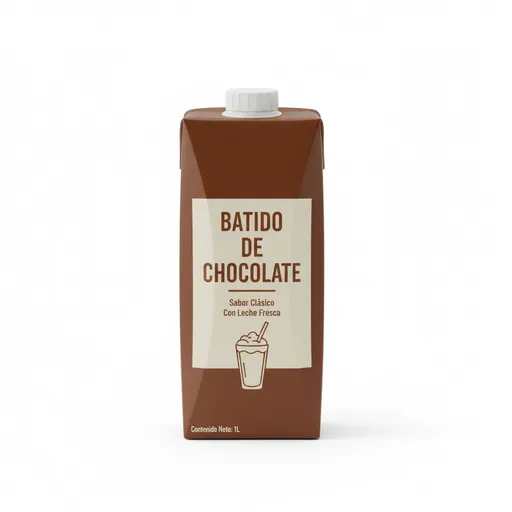 BATIDO
DE
CHOCOLATE
Sabor Clásico
Con Leche Fresca
Contenido Neto: 1L